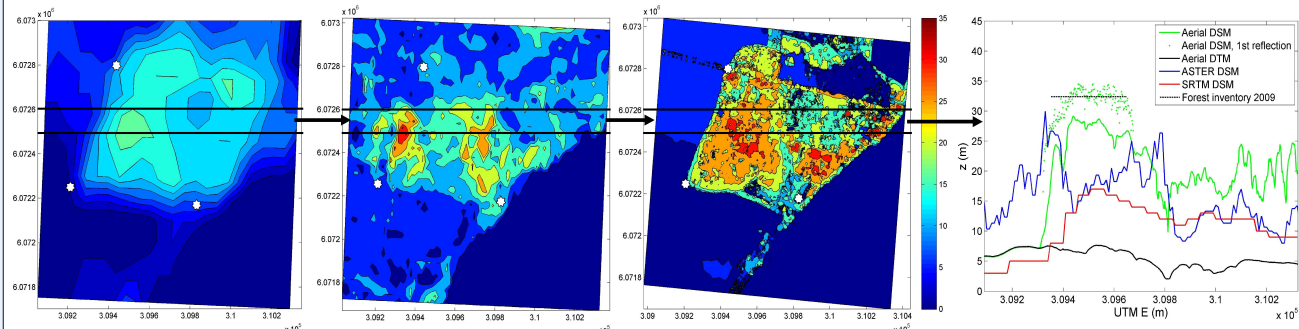 x 10⁶
6.073
6.0728
6.0726
6.0724
6.0722
6.072
6.0718
3.092 3.094 3.096 3.098 3.1 3.102
x 10⁶
6.073
6.0728
6.0726
6.0724
6.0722
6.072
6.0718
3.092 3.094 3.096 3.098 3.1 3.102
x 10⁶
6.073
6.0728
6.0726
6.0724
6.0722
6.072
6.0718
3.09 3.092 3.094 3.096 3.098 3.1 3.102 3.104
35
30
25
20
15
10
5
0
45
40
35
30
25
20
15
10
5
0
z (m)
Aerial DSM
Aerial DSM, 1st reflection
Aerial DTM
ASTER DSM
SRTM DSM
Forest inventory 2009
3.092 3.094 3.096 3.098 3.1 3.102
UTM E (m)
x 10⁵